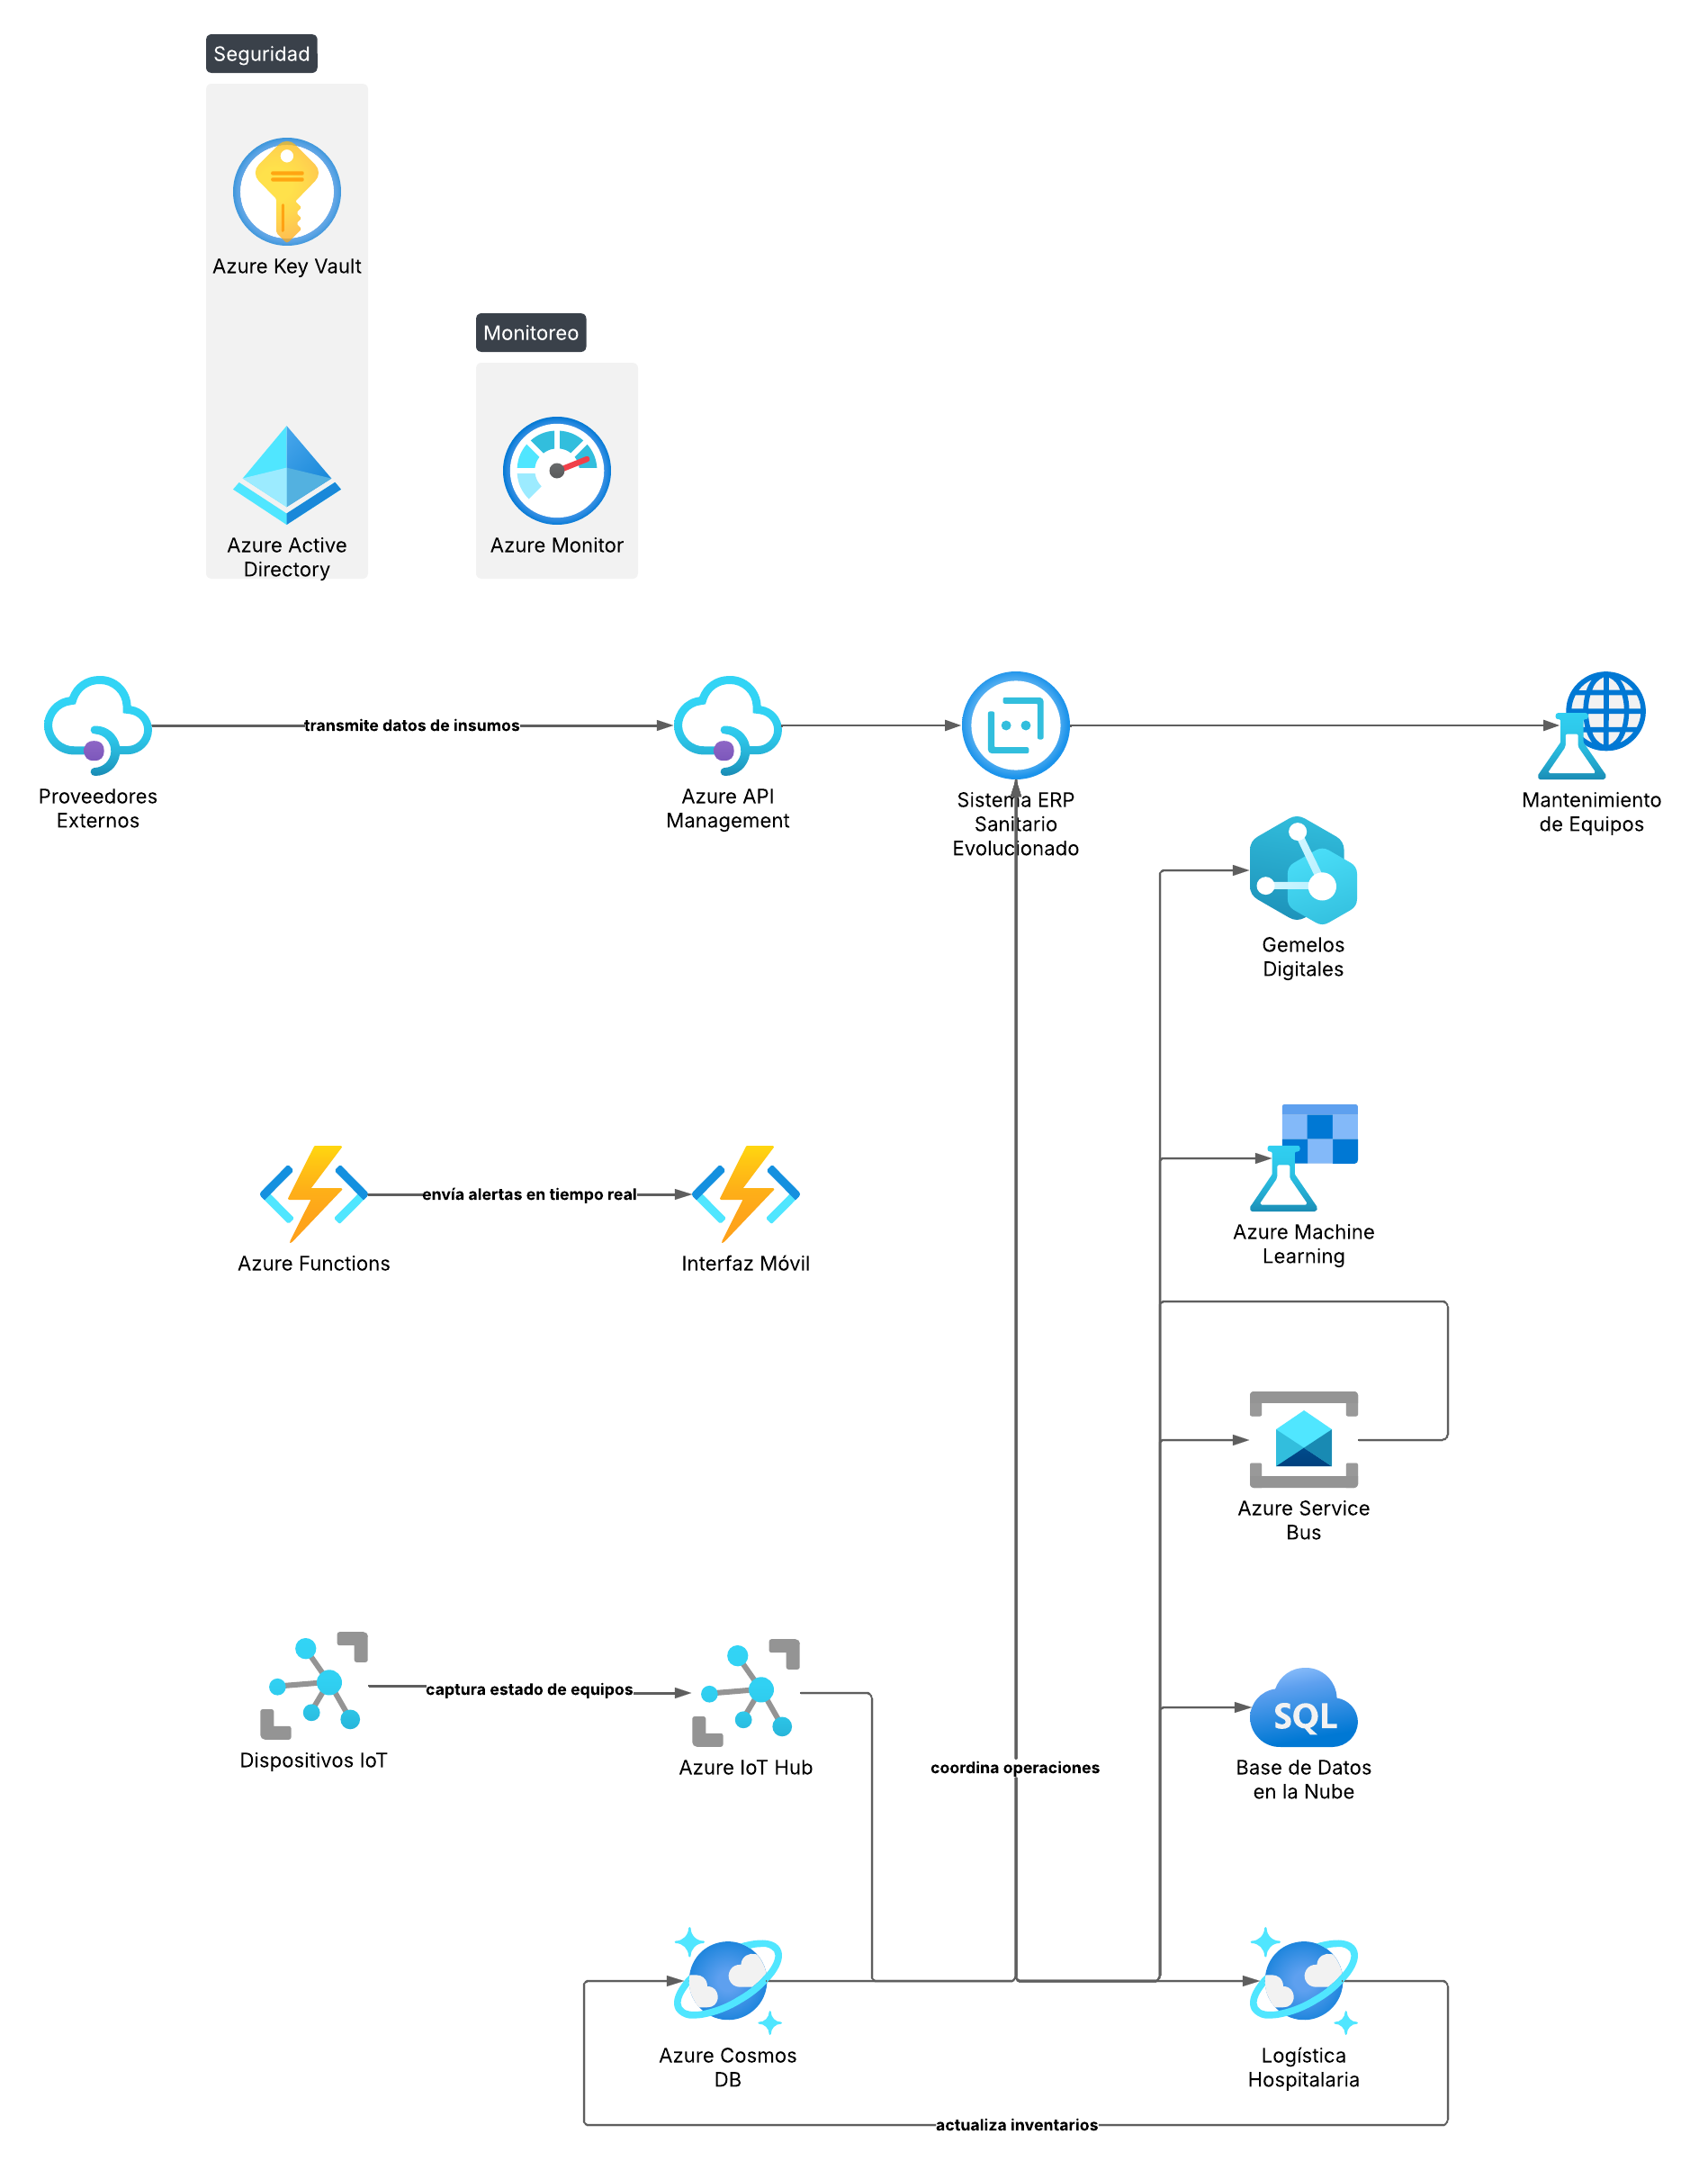 Seguridad
Azure Key Vault
Azure Active
Directory
Monitoreo
Azure Monitor
Proveedores
Externos
transmite datos de insumos
Azure API
Management
Sistema ERP
Sanitario
Evolucionado
Mantenimiento
de Equipos
Gemelos
Digitales
Azure Functions
envía alertas en tiempo real
Interfaz Móvil
Azure Machine
Learning
Azure Service
Bus
Dispositivos IoT
captura estado de equipos
Azure IoT Hub
coordina operaciones
SQL
Base de Datos
en la Nube
Azure Cosmos
DB
Logística
Hospitalaria
actualiza inventarios